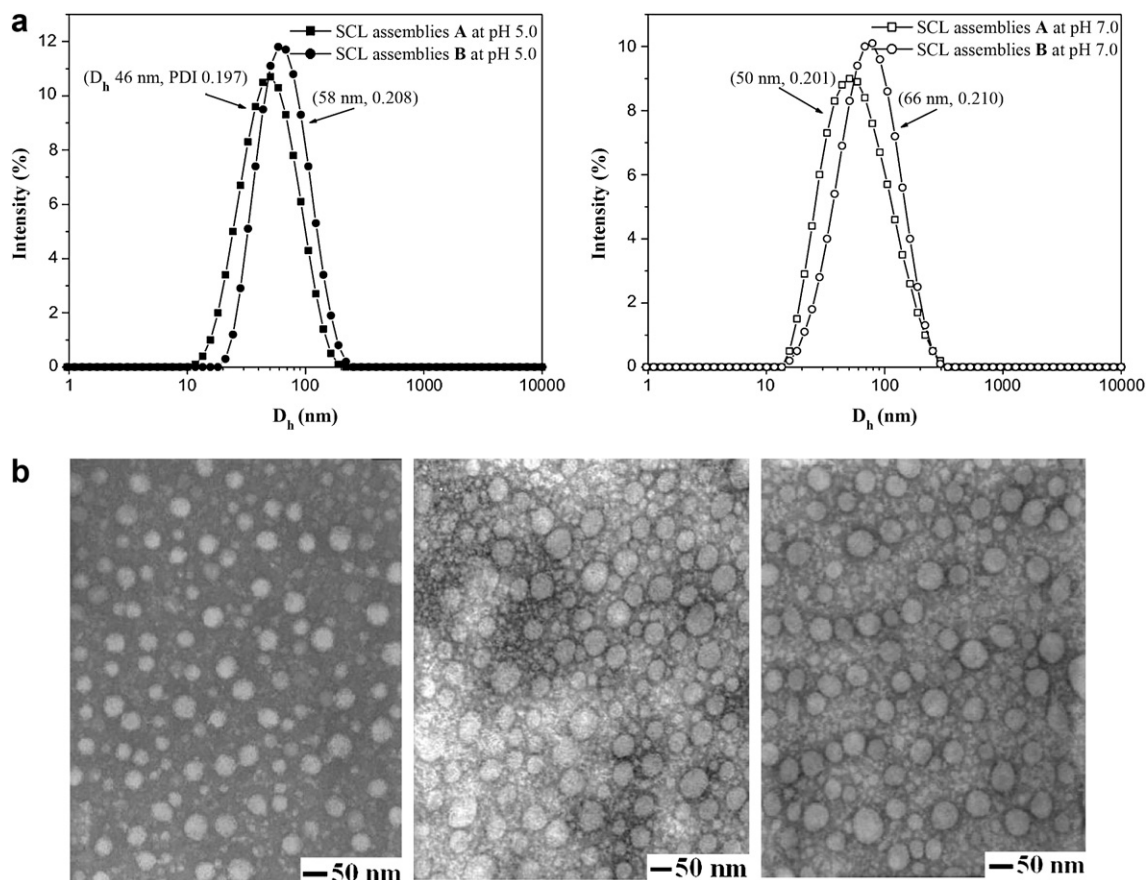 a
SCL assemblies A at pH 5.0
SCL assemblies B at pH 5.0
(Dh 46 nm, PDI 0.197)
(58 nm, 0.208)
12
10
8
6
4
2
0
Intensity (%)
1
10
100
1000
10000
Dh (nm)
SCL assemblies A at pH 7.0
SCL assemblies B at pH 7.0
(50 nm, 0.201)
(66 nm, 0.210)
10
8
6
4
2
0
Intensity (%)
1
10
100
1000
10000
Dh (nm)
b
50 nm
50 nm
50 nm